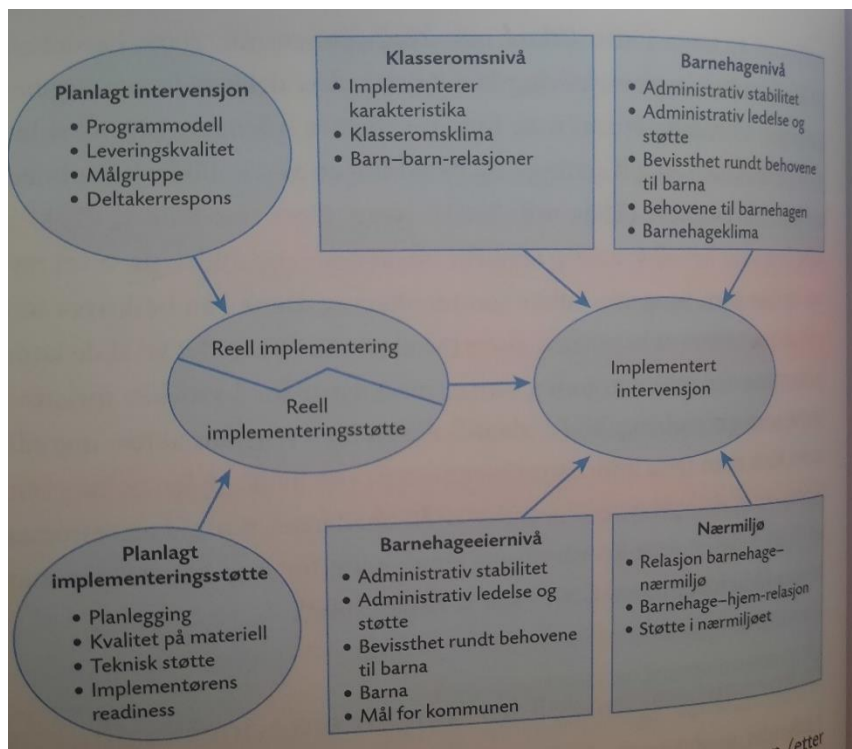 Planlagt intervensjon
• Programmodell
• Leveringskvalitet
• Målgruppe
• Deltakerrespons
Klasseromsnivå
• Implementerer
karakteristika
• Klasseromsklima
• Barn–barn-relasjoner
Barnehagenivå
• Administrativ stabilitet
• Administrativ ledelse og
støtte
• Bevissthet rundt behovene
til barna
• Behovene til barnehagen
• Barnehageklima
Reell implementering
Reell
implementeringsstøtte
Implementert
intervensjon
Planlagt
implementeringsstøtte
• Planlegging
• Kvalitet på materiell
• Teknisk støtte
• Implementørens
readiness
Barnehageeiernivå
• Administrativ stabilitet
• Administrativ ledelse og
støtte
• Bevissthet rundt behovene
til barna
• Barna
• Mål for kommunen
Nærmiljø
• Relasjon barnehage–
nærmiljø
• Barnehage–hjem-relasjon
• Støtte i nærmiljøet
(etter